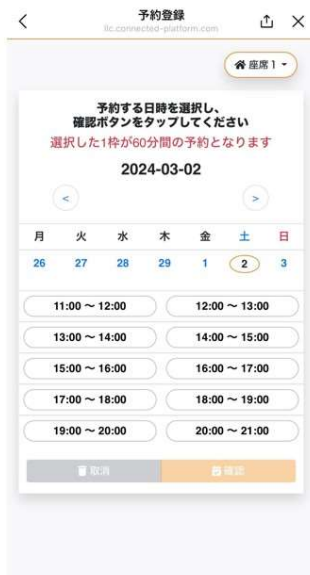 予約登録
llc.connected-platform.com
座席 1
予約する日時を選択し、
確認ボタンをタップしてください
選択した1枠が60分間の予約となります
2024-03-02
< >
月 火 水 木 金 土 日
26 27 28 29 1 2 3
11:00 ～ 12:00 12:00 ～ 13:00
13:00 ～ 14:00 14:00 ～ 15:00
15:00 ～ 16:00 16:00 ～ 17:00
17:00 ～ 18:00 18:00 ～ 19:00
19:00 ～ 20:00 20:00 ～ 21:00
取消 確認